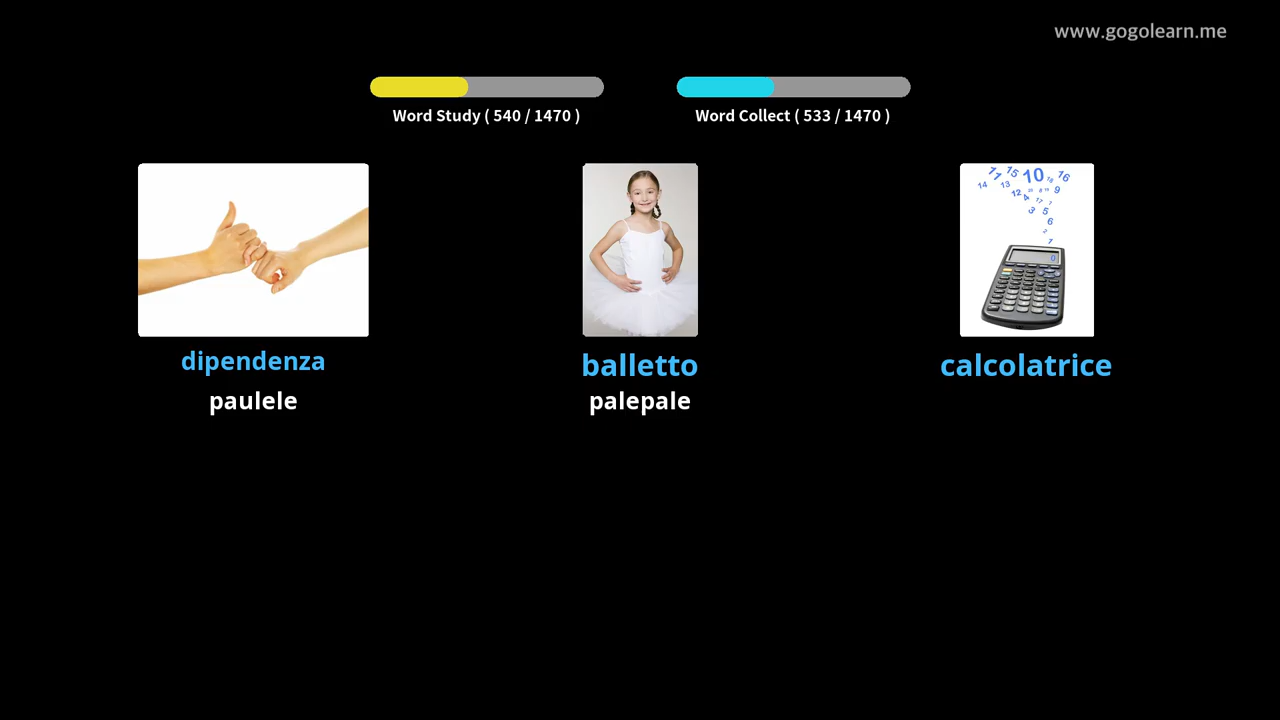 www.gogolearn.me
Word Study ( 540 / 1470 )
Word Collect ( 533 / 1470 )
dipendenza
balletto
calcolatrice
paulele
palepale